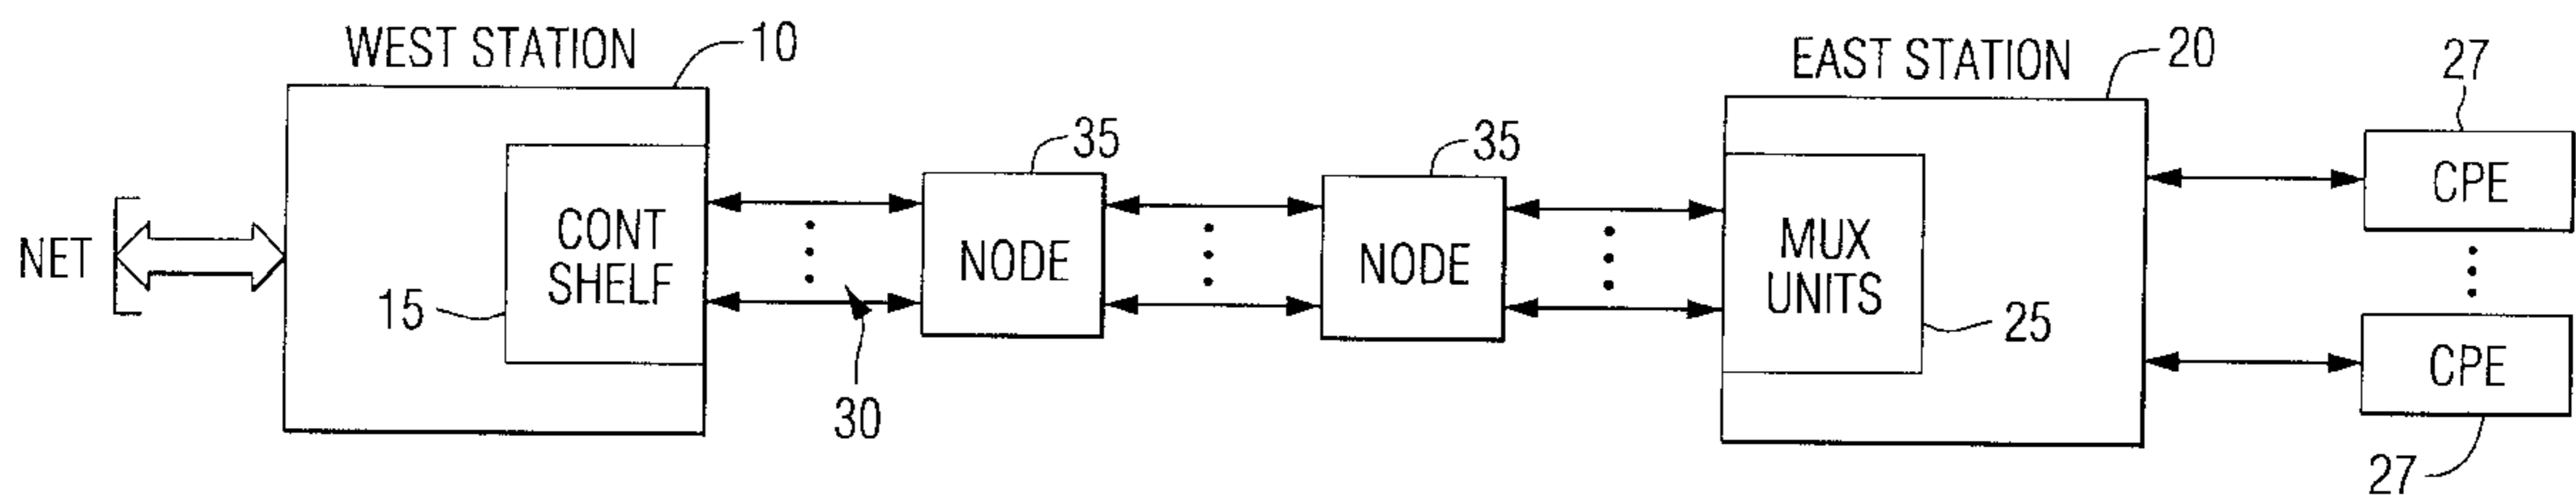 WEST STATION
10
EAST STATION
20
27
35
35
CPE
NET
CONT
SHELF
NODE
NODE
MUX
UNITS
15
25
30
CPE
27